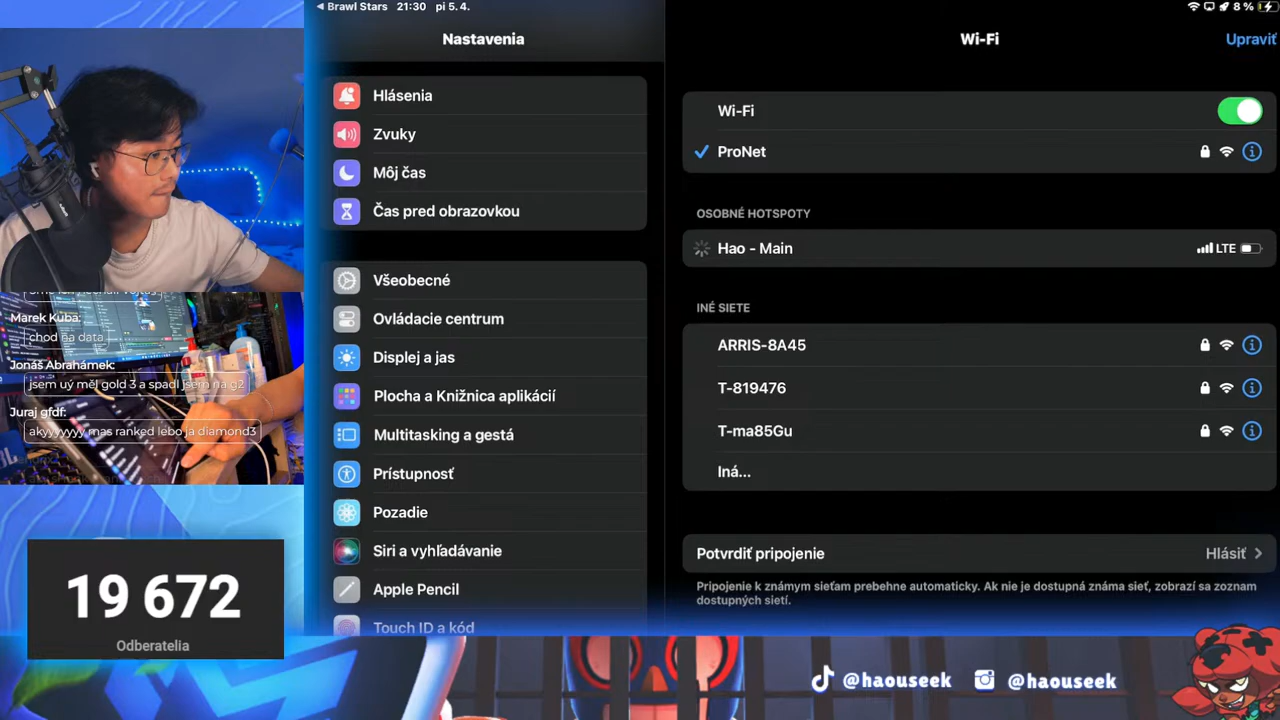 ◀ Brawl Stars 21:30 pi 5. 4.
8 %
Nastavenia
Hlásenia
Zvuky
Môj čas
Čas pred obrazovkou
Všeobecné
Ovládacie centrum
Displej a jas
Plocha a Knižnica aplikácií
Multitasking a gestá
Prístupnosť
Pozadie
Siri a vyhľadávanie
Apple Pencil
Touch ID a kód
Wi-Fi
Upraviť
Wi-Fi
ProNet
OSOBNÉ HOTSPOTY
Hao - Main
LTE
INÉ SIETE
ARRIS-8A45
T-819476
T-ma85Gu
Iná...
Potvrdiť pripojenie
Hlásiť
Pripojenie k známym sieťam prebehne automaticky. Ak nie je dostupná známa sieť, zobrazí sa zoznam
dostupných sietí.
Marek Kuba:
chod na data
Jonáš Abrahámek:
jsem uý měl gold 3 a spadl jsem na g2
Juraj gfdf:
akyyyyyy mas ranked lebo ja diamond3
19 672
Odberatelia
@haouseek
@haouseek